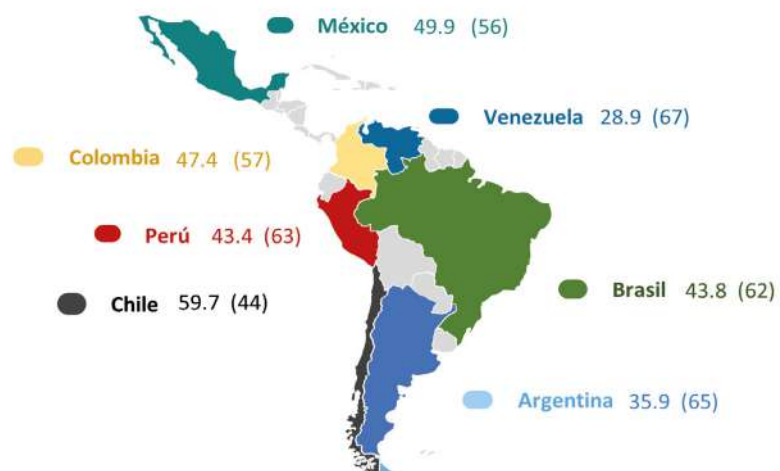 México 49.9 (56)
Venezuela 28.9 (67)
Colombia 47.4 (57)
Perú 43.4 (63)
Chile 59.7 (44)
Brasil 43.8 (62)
Argentina 35.9 (65)